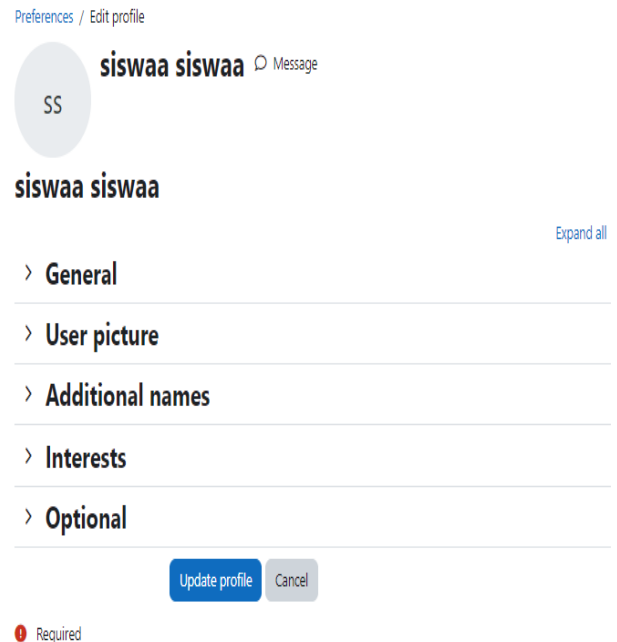 Preferences / Edit profile
siswaa siswaa Message
SS
siswaa siswaa
Expand all
General
User picture
Additional names
Interests
Optional
Update profile Cancel
Required